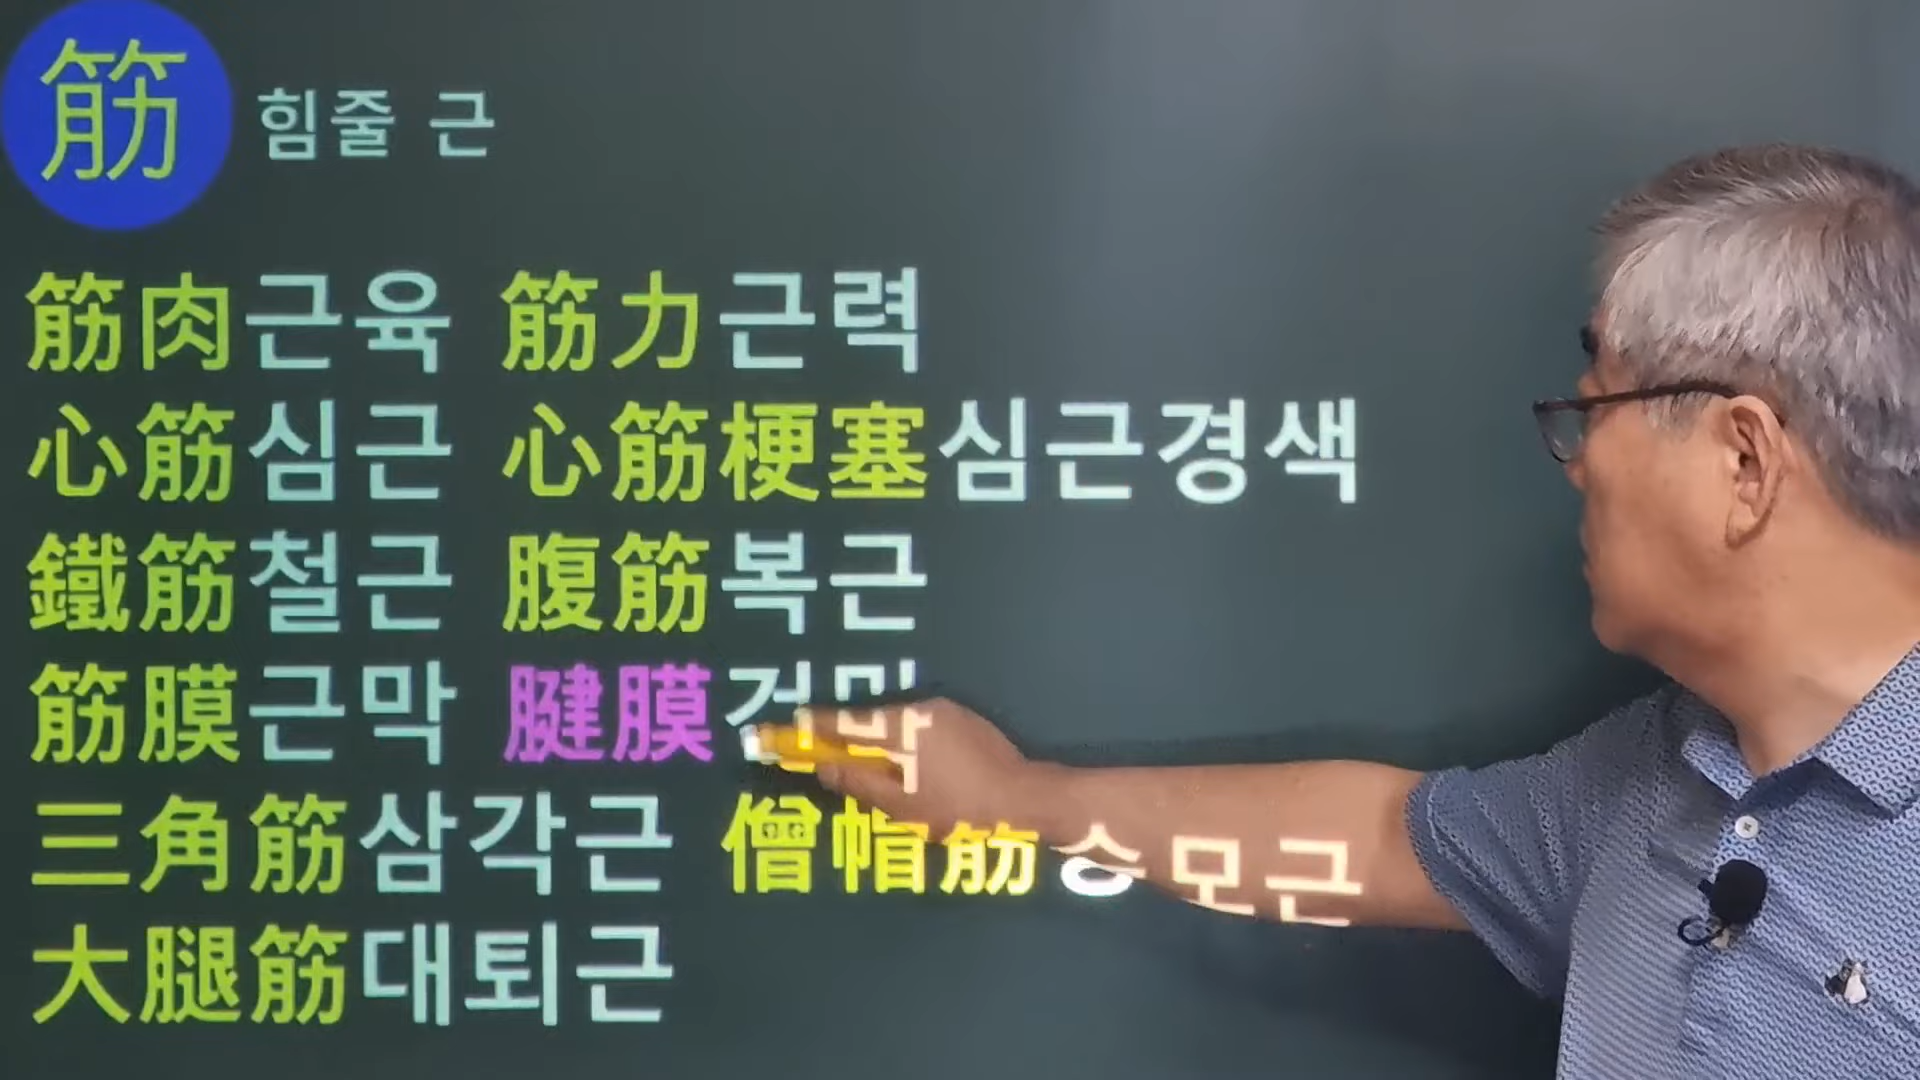 筋 힘줄 근
筋肉근육 筋力근력
心筋심근 心筋梗塞심근경색
鐵筋철근 腹筋복근
筋膜근막 腱膜건막
三角筋삼각근 僧帽筋승모근
大腿筋대퇴근